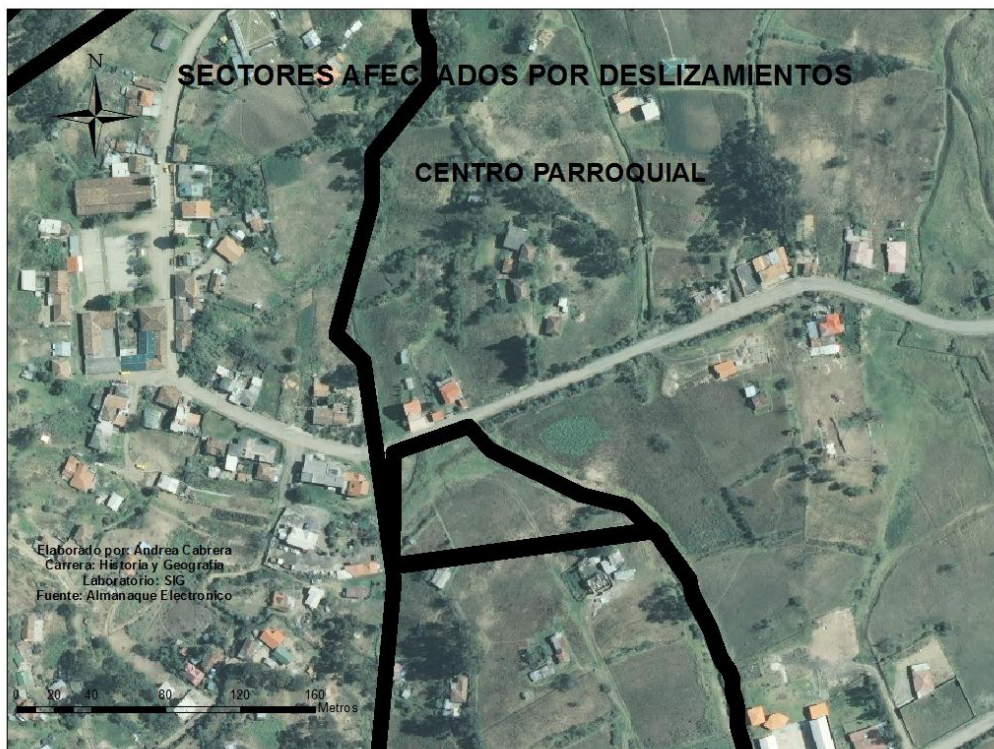 N
SECTORES AFECTADOS POR DESLIZAMIENTOS
CENTRO PARROQUIAL
Elaborado por: Andrea Cabrera
Carrera: Historia y Geografía
Laboratorio: SIG
Fuente: Almanaque Electronico
0 20 40 80 120 160
Metros